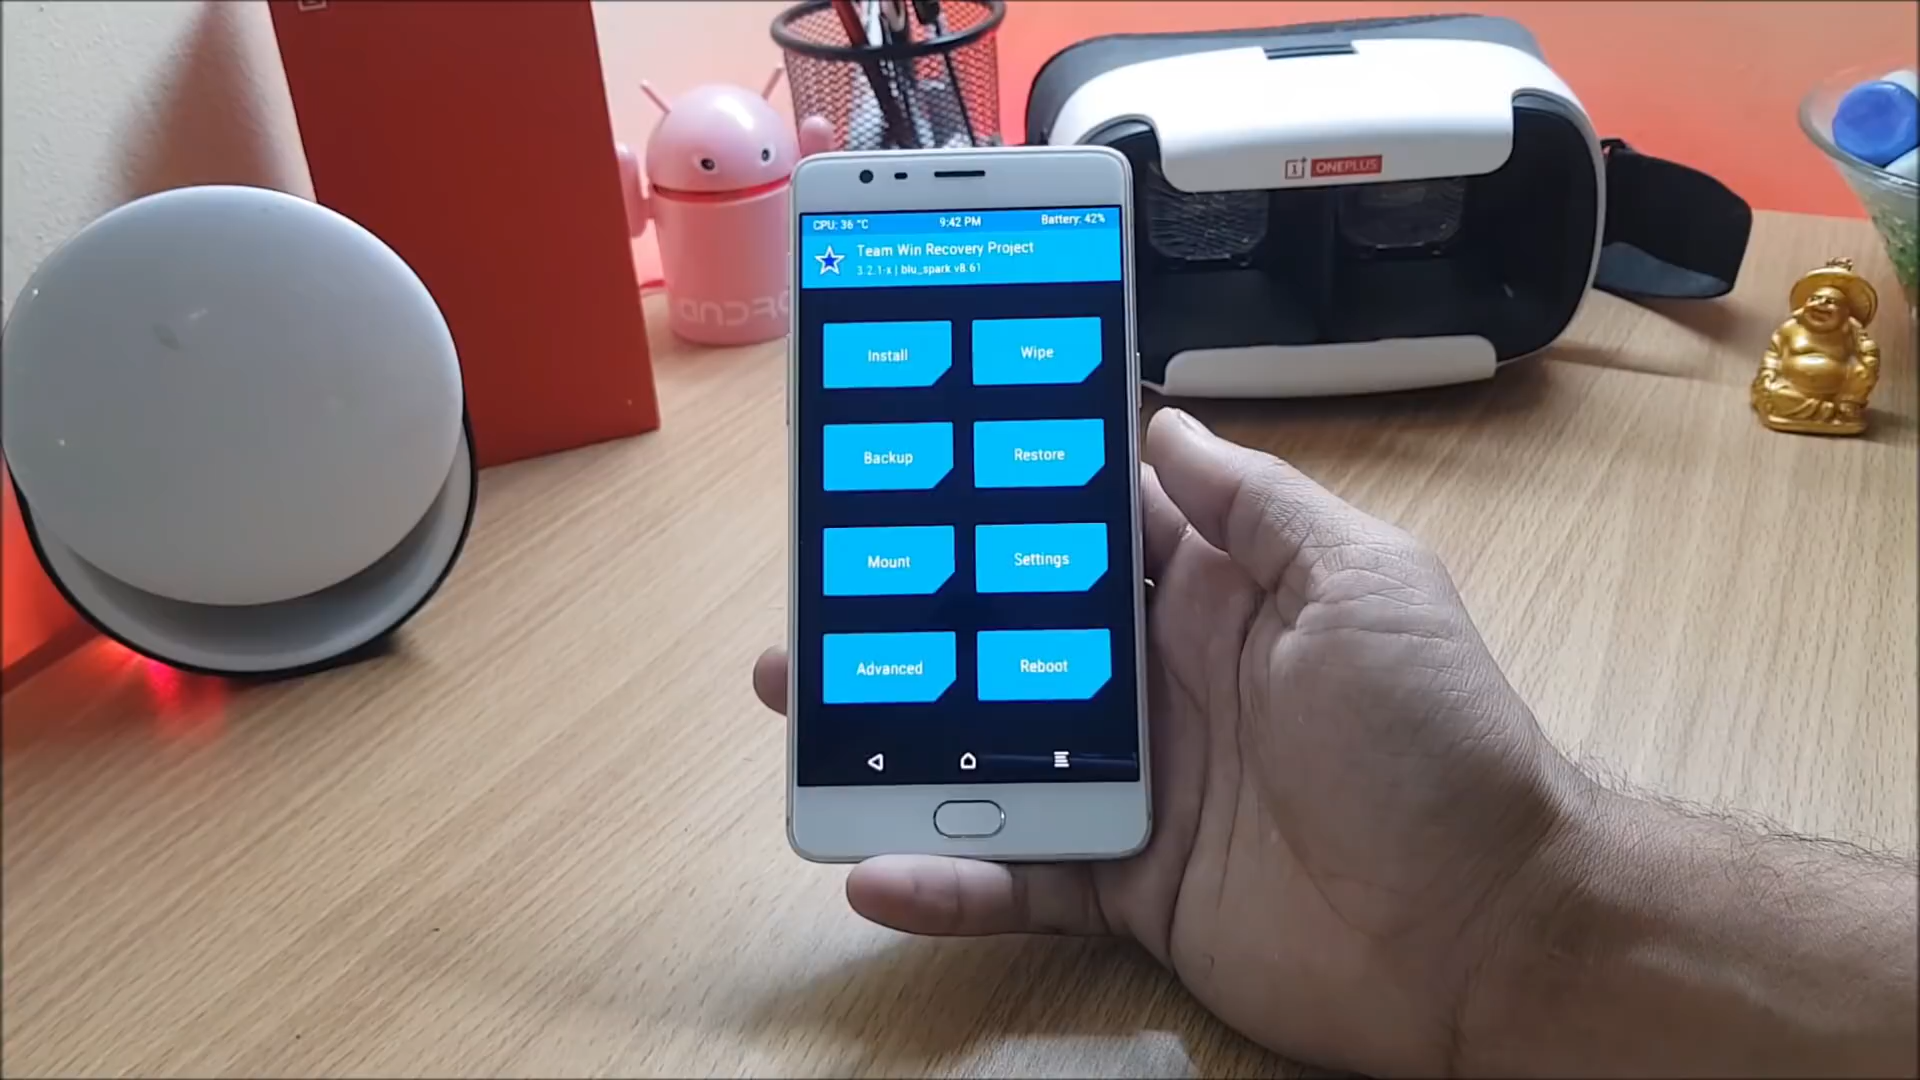 ONEPLUS
CPU: 36 °C 9:42 PM Battery: 42%
Team Win Recovery Project
3.2.1-x | blu_spark v8.61
Install Wipe
Backup Restore
Mount Settings
Advanced Reboot